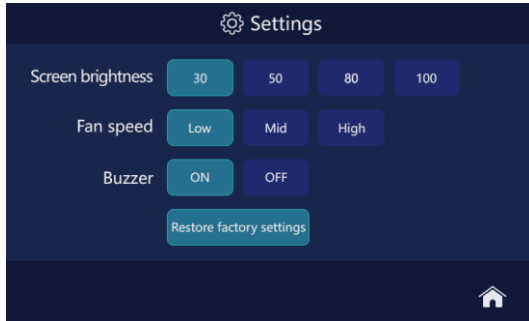 Settings
Screen brightness 30 50 80 100
Fan speed Low Mid High
Buzzer ON OFF
Restore factory settings